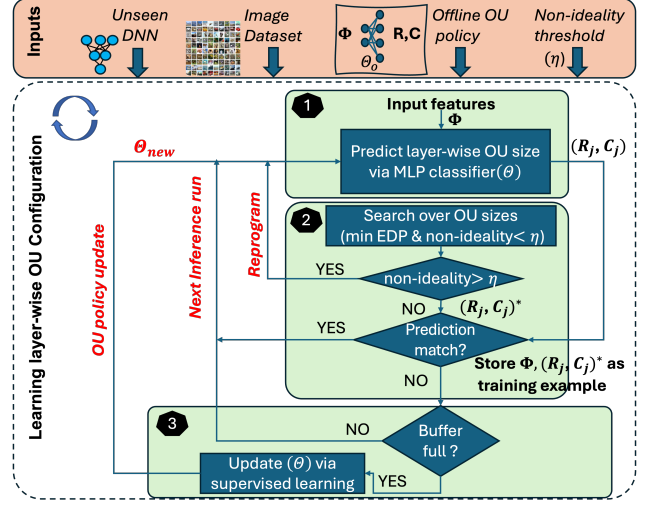 Inputs
Unseen
DNN
Image
Dataset
Φ
R,C
Θ₀
Offline OU
policy
Non-ideality
threshold
(η)
Learning layer-wise OU Configuration
1
Input features
Φ
Predict layer-wise OU size
via MLP classifier(Θ)
(Rⱼ, Cⱼ)
Θnew
OU policy update
Next Inference run
Reprogram
2
Search over OU sizes
(min EDP & non-ideality< η)
YES
non-ideality> η
NO
(Rⱼ, Cⱼ)*
YES
Prediction
match?
NO
Store Φ, (Rⱼ, Cⱼ)* as
training example
3
NO
Buffer
full ?
YES
Update (Θ) via
supervised learning